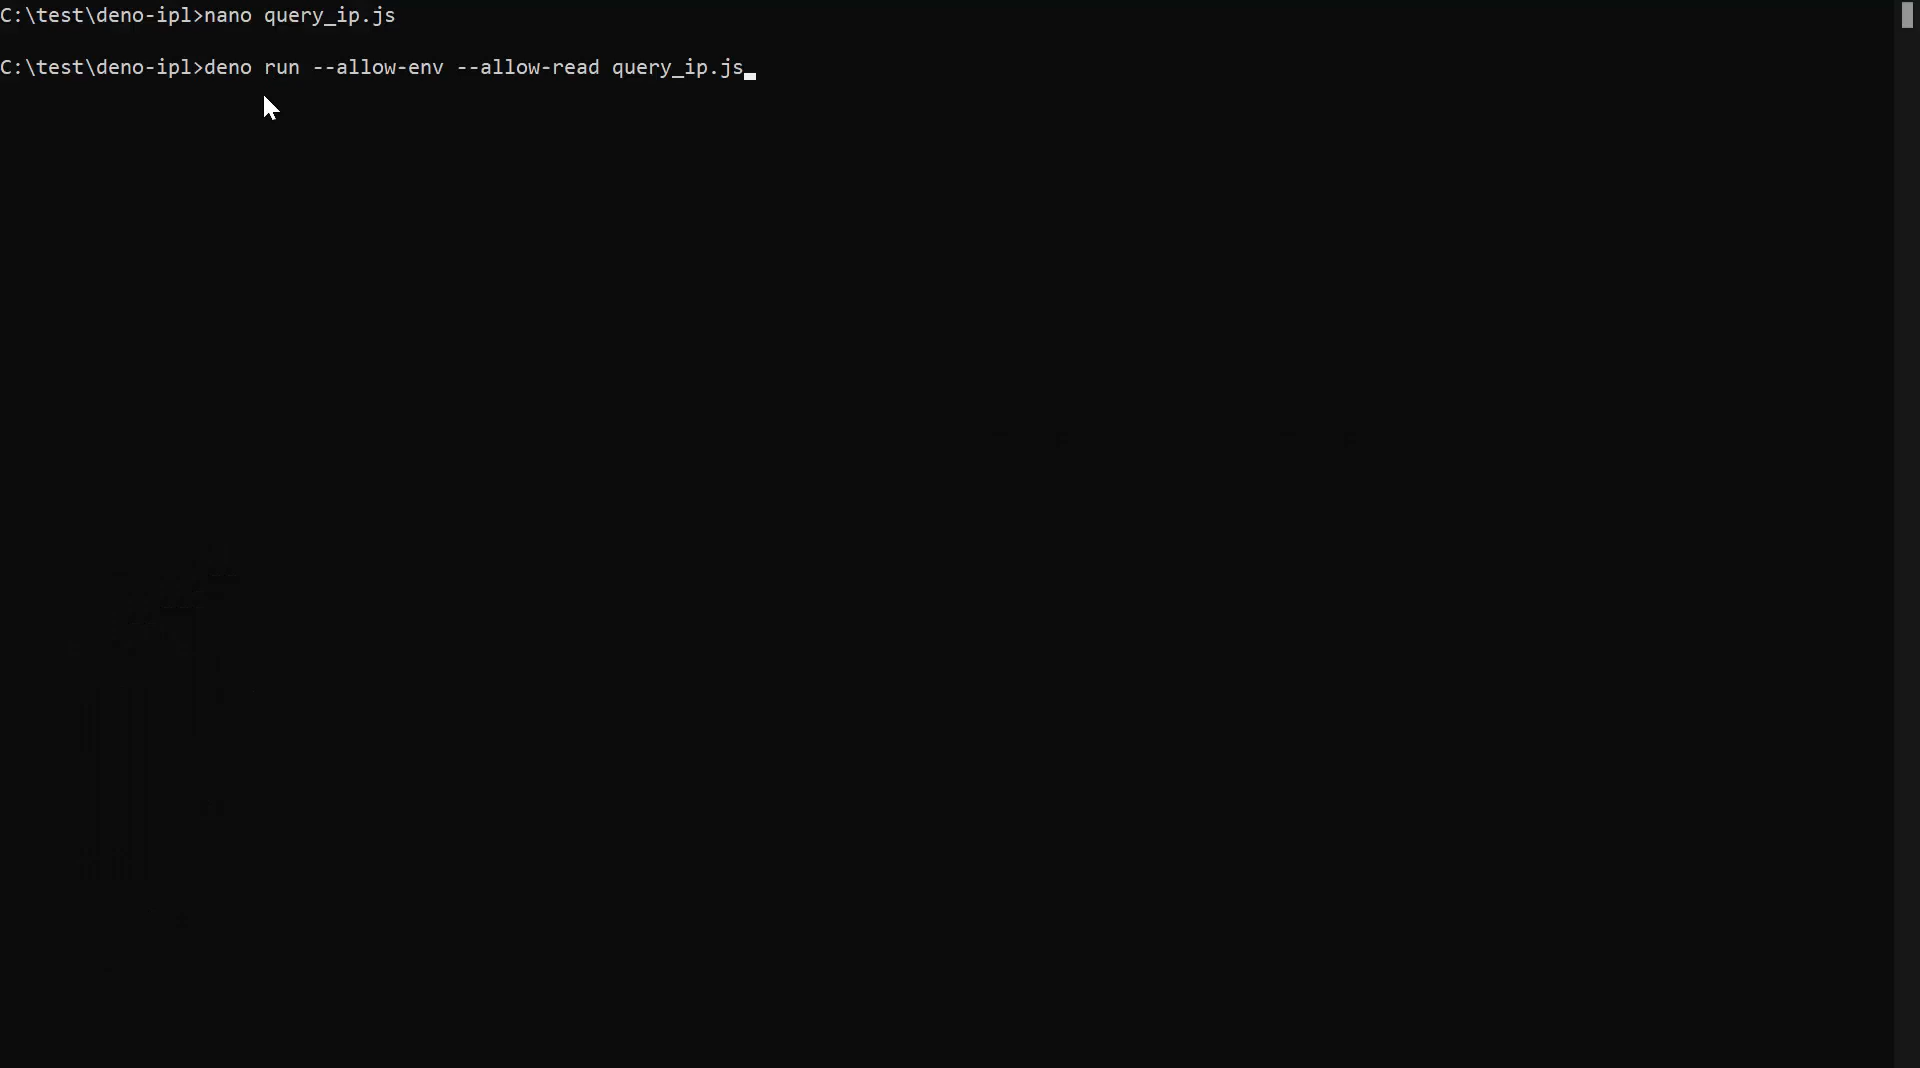 C:\test\deno-ipl>nano query_ip.js
C:\test\deno-ipl>deno run --allow-env --allow-read query_ip.js